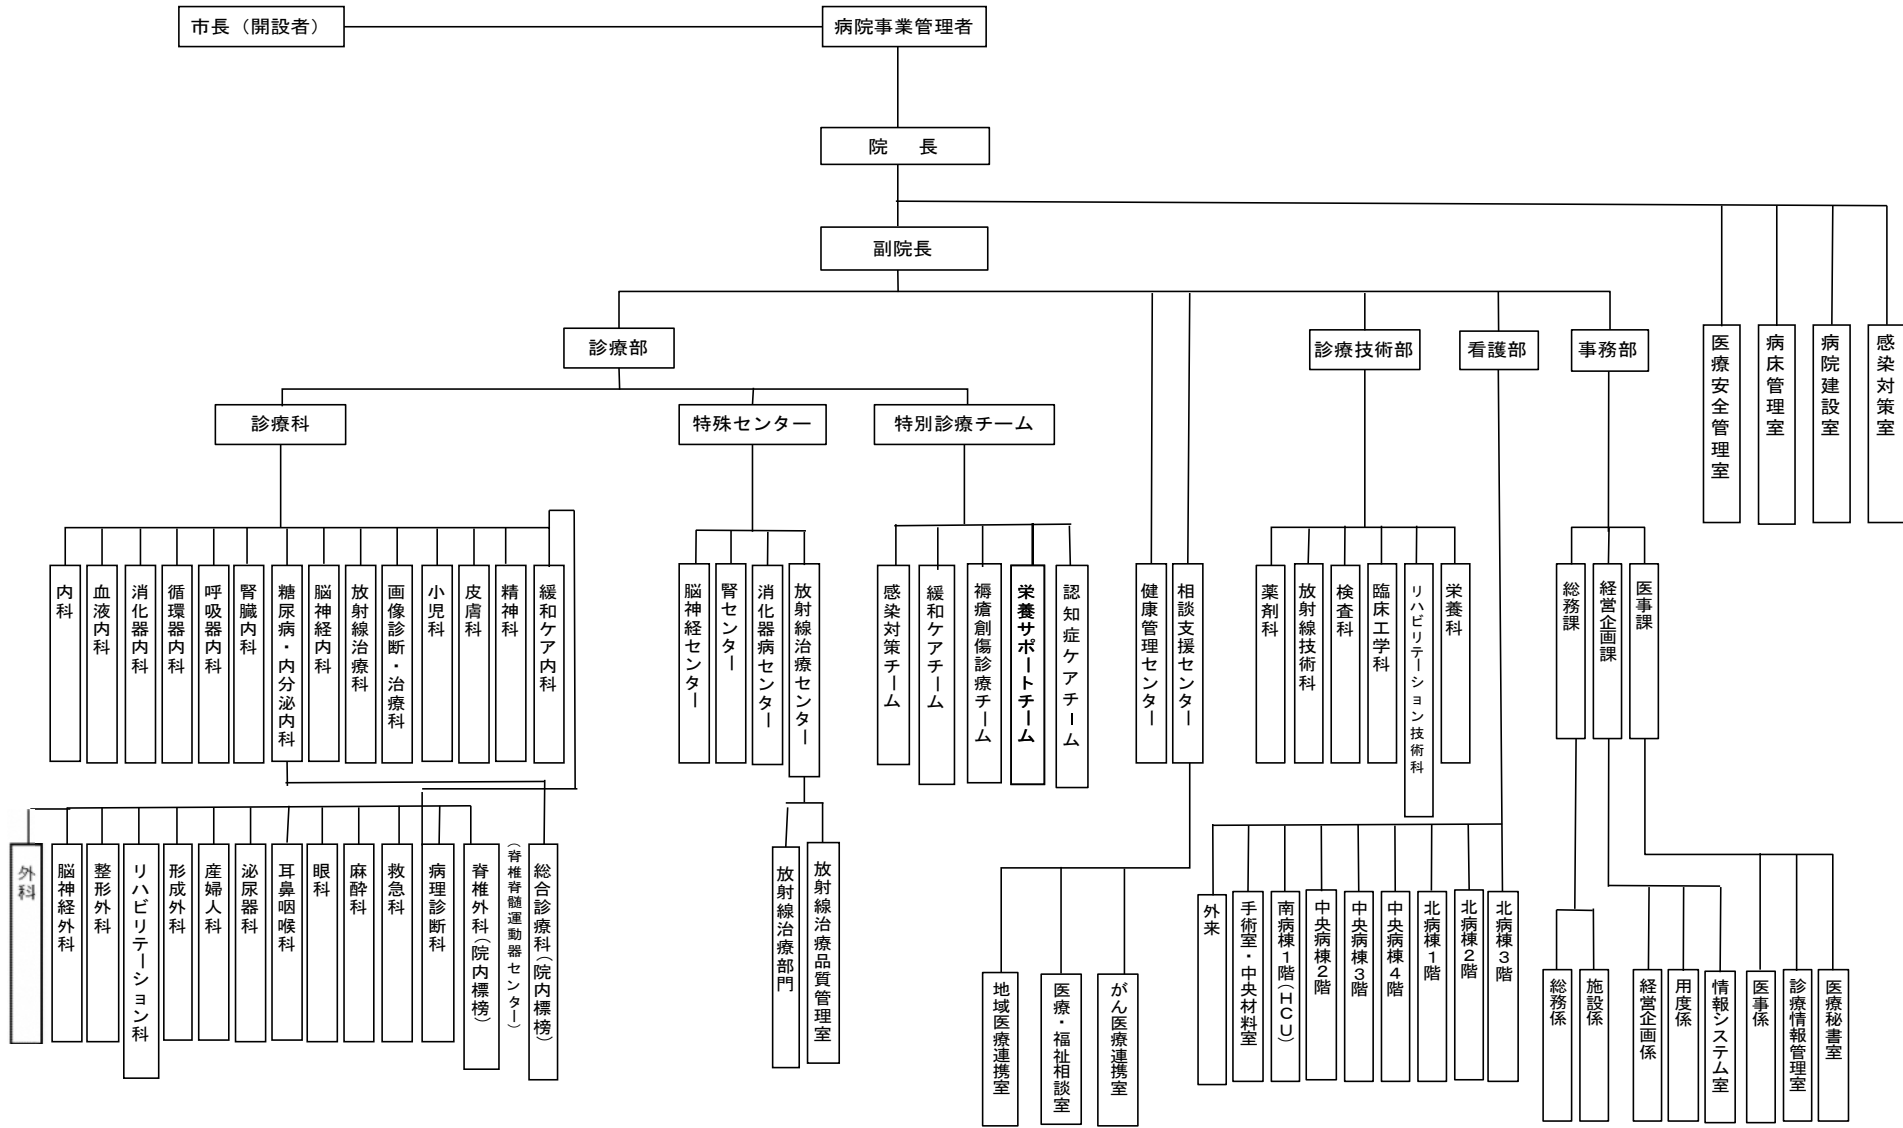 市長（開設者）
病院事業管理者
院　長
副院長
診療部
診療技術部
看護部
事務部
医療安全管理室
病床管理室
病院建設室
感染対策室
診療科
特殊センター
特別診療チーム
内科
血液内科
消化器内科
循環器内科
呼吸器内科
腎臓内科
糖尿病・内分泌内科
脳神経内科
放射線治療科
画像診断・治療科
小児科
皮膚科
精神科
緩和ケア内科
脳神経センター
腎センター
消化器病センター
放射線治療センター
感染対策チーム
緩和ケアチーム
褥瘡創傷診療チーム
栄養サポートチーム
認知症ケアチーム
健康管理センター
相談支援センター
薬剤科
放射線技術科
検査科
臨床工学科
リハビリテーション技術科
栄養科
総務課
経営企画課
医事課
外科
脳神経外科
整形外科
リハビリテーション科
形成外科
産婦人科
泌尿器科
耳鼻咽喉科
眼科
麻酔科
救急科
病理診断科
脊椎外科（院内標榜）
（脊椎脊髄運動器センター）
総合診療科（院内標榜）
放射線治療部門
放射線治療品質管理室
地域医療連携室
医療・福祉相談室
がん医療連携室
外来
手術室・中央材料室
南病棟１階（ＨＣＵ）
中央病棟２階
中央病棟３階
中央病棟４階
北病棟１階
北病棟２階
北病棟３階
総務係
施設係
経営企画係
用度係
情報システム室
医事係
診療情報管理室
医療秘書室